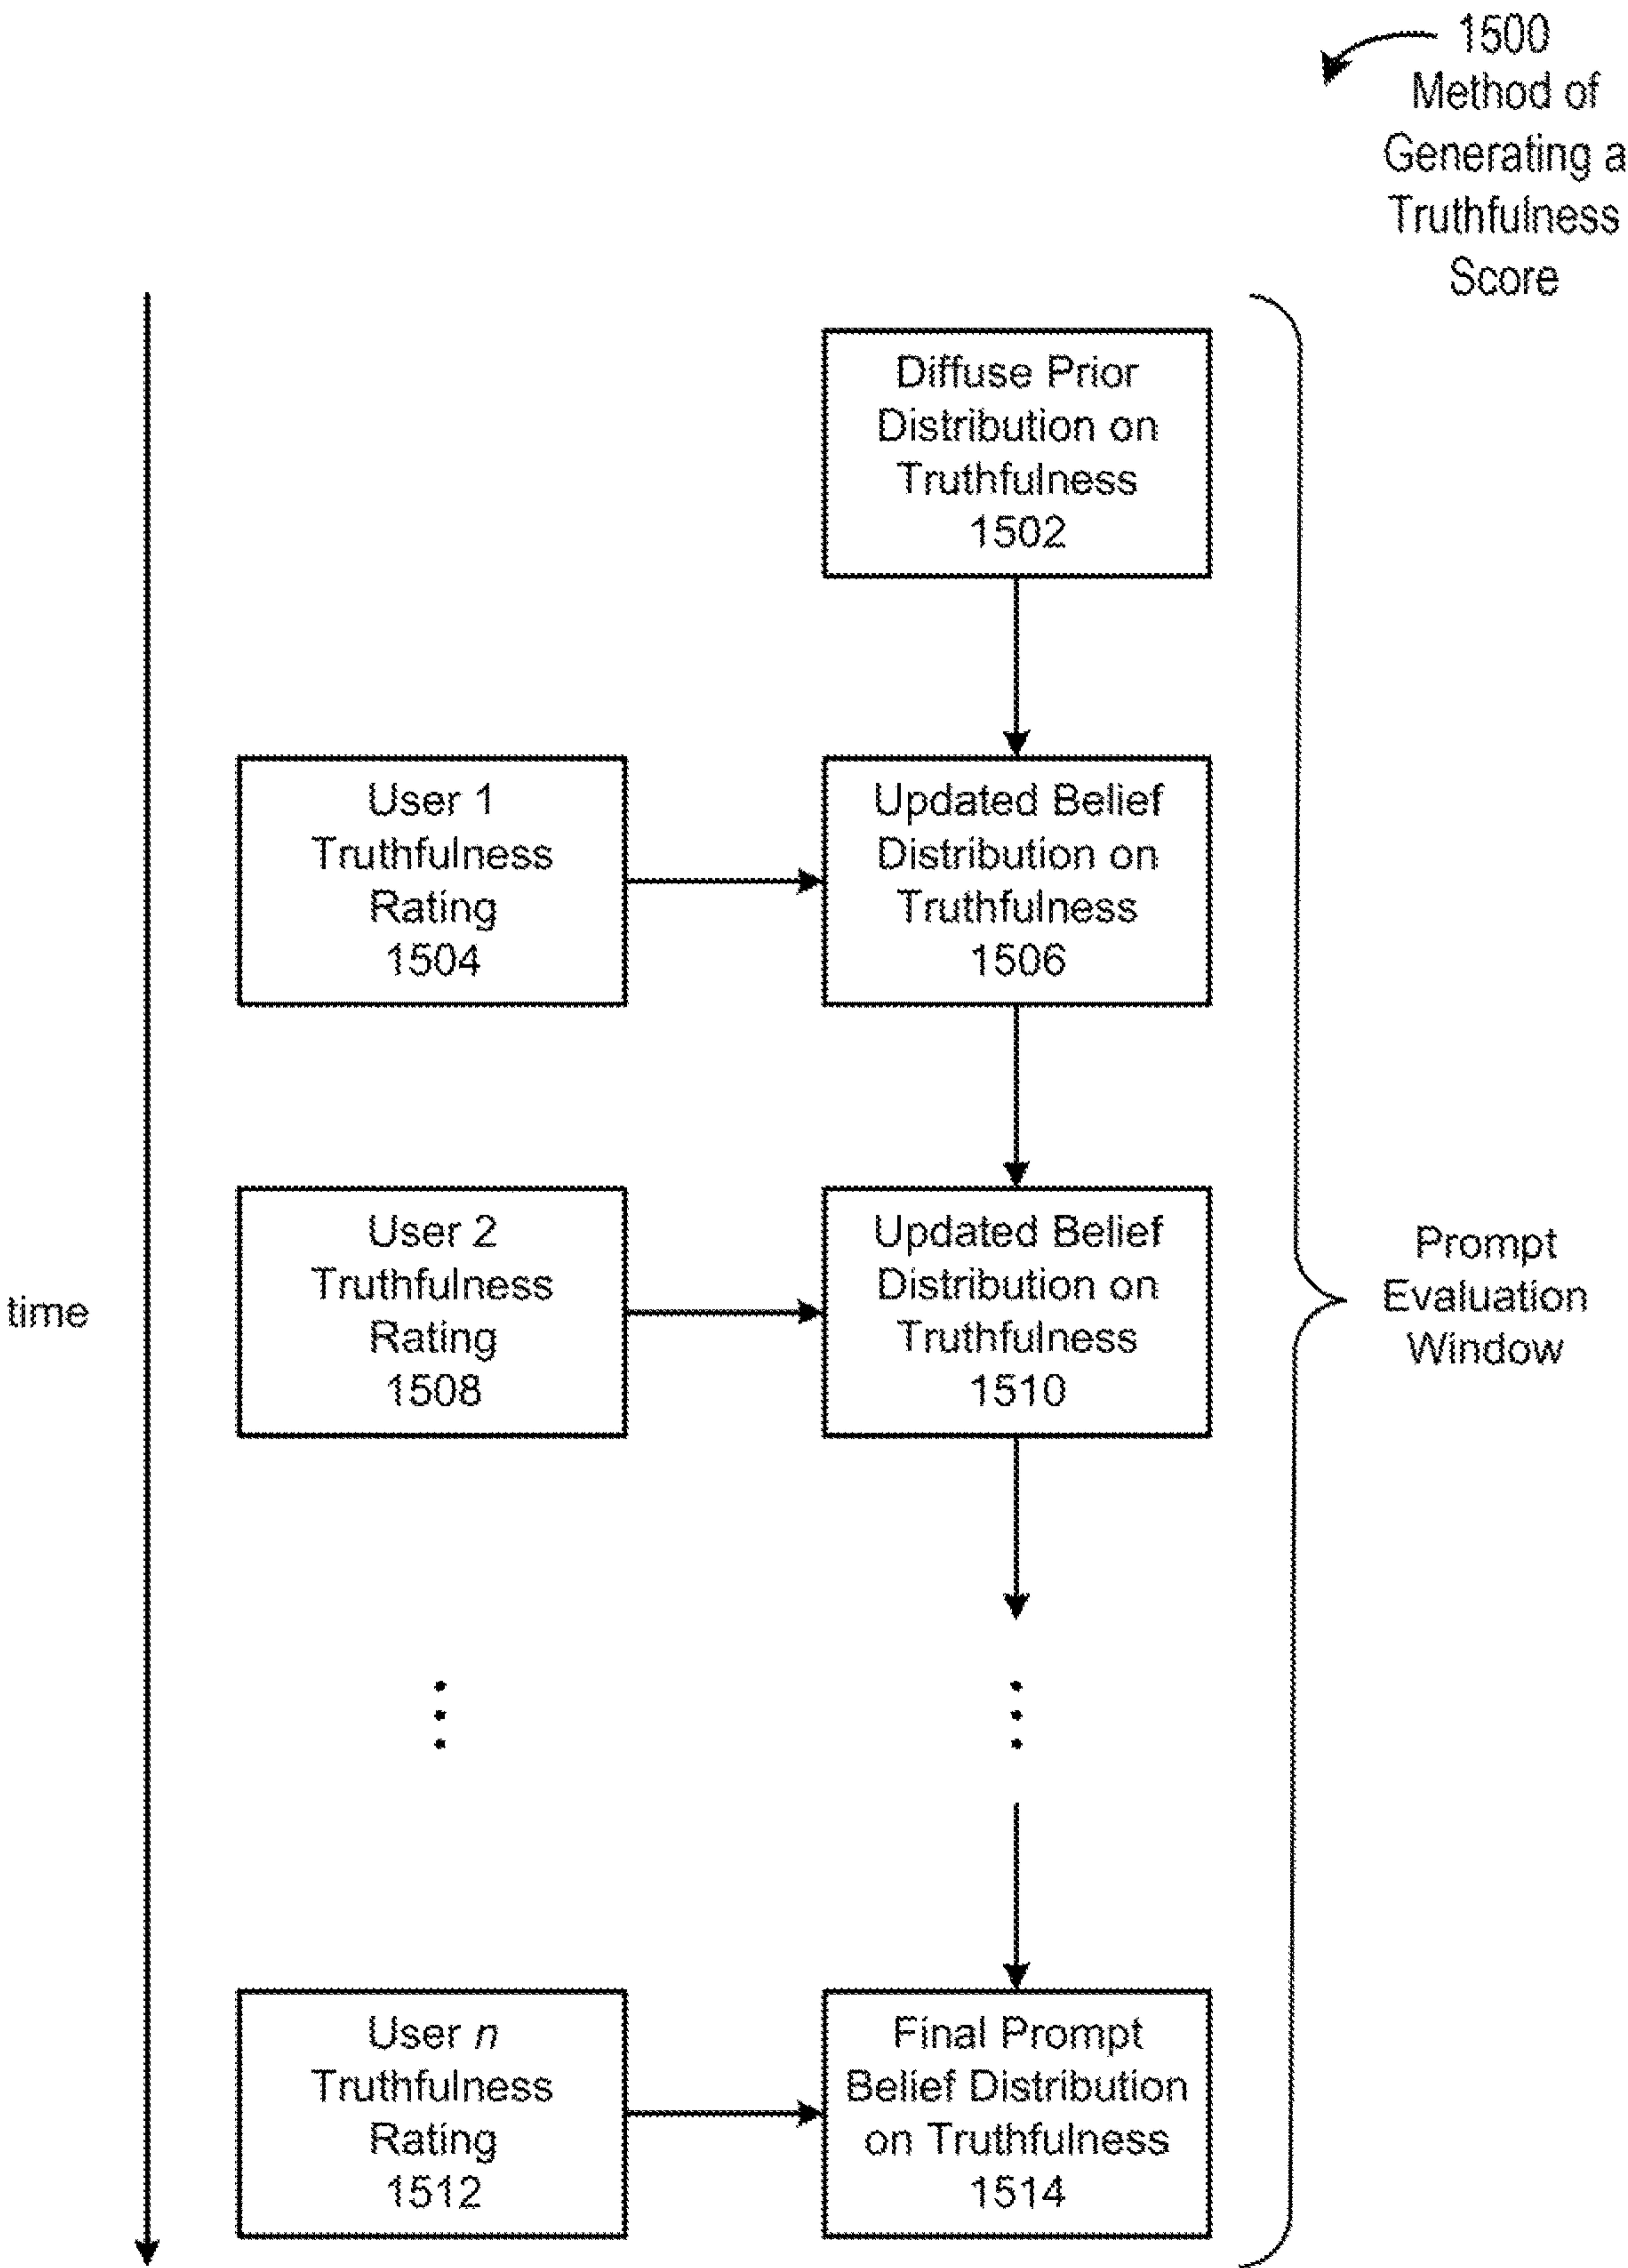 1500
Method of
Generating a
Truthfulness
Score
Diffuse Prior
Distribution on
Truthfulness
1502
User 1
Truthfulness
Rating
1504
Updated Belief
Distribution on
Truthfulness
1506
User 2
Truthfulness
Rating
1508
Updated Belief
Distribution on
Truthfulness
1510
time
Prompt
Evaluation
Window
User n
Truthfulness
Rating
1512
Final Prompt
Belief Distribution
on Truthfulness
1514